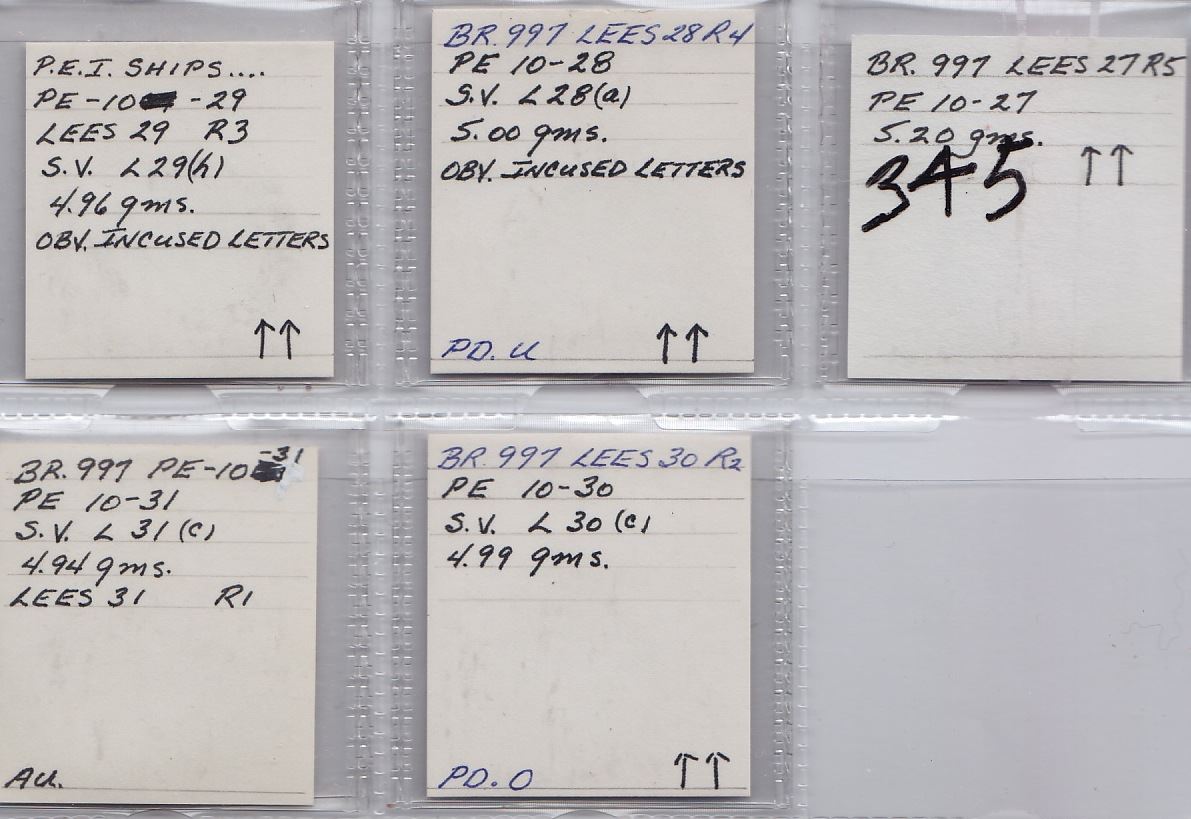 P.E.I. SHIPS....
PE-10 -29
LEES 29 R3
S.V. L29(h)
4.96 gms.
OBV. INCUSED LETTERS
↑↑
BR. 997 LEES 28 R4
PE 10-28
S.V. L28(a)
5.00 gms.
OBV. INCUSED LETTERS
PD. U ↑↑
BR. 997 LEES 27 R5
PE 10-27
5.20 gms.
345 ↑↑
BR. 997 PE-10 -31
PE 10-31
S.V. L 31 (c)
4.94 gms.
LEES 31 R1
AU.
BR. 997 LEES 30 R2
PE 10-30
S.V. L 30 (c)
4.99 gms.
PD. O ↑↑